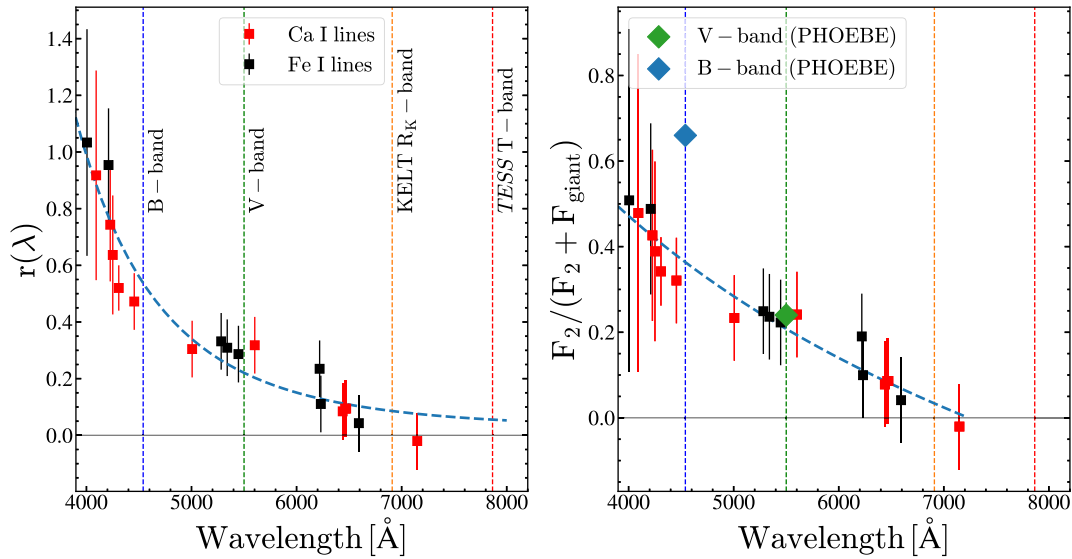 1.4
1.2
1.0
0.8
0.6
0.4
0.2
0.0
r(λ)
Ca I lines
Fe I lines
B − band
V − band
KELT R_K − band
TESS T − band
4000 5000 6000 7000 8000
Wavelength [Å]
0.8
0.6
0.4
0.2
0.0
F_2/(F_2 + F_giant)
V − band (PHOEBE)
B − band (PHOEBE)
4000 5000 6000 7000 8000
Wavelength [Å]